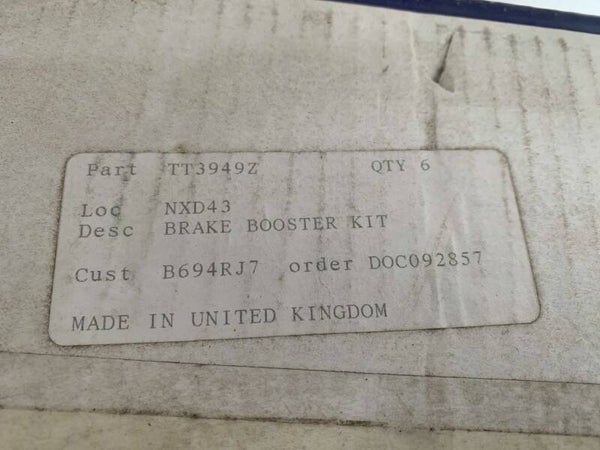 Part TT3949Z QTY 6
Loc NXD43
Desc BRAKE BOOSTER KIT
Cust B694RJ7 order DOC092857
MADE IN UNITED KINGDOM